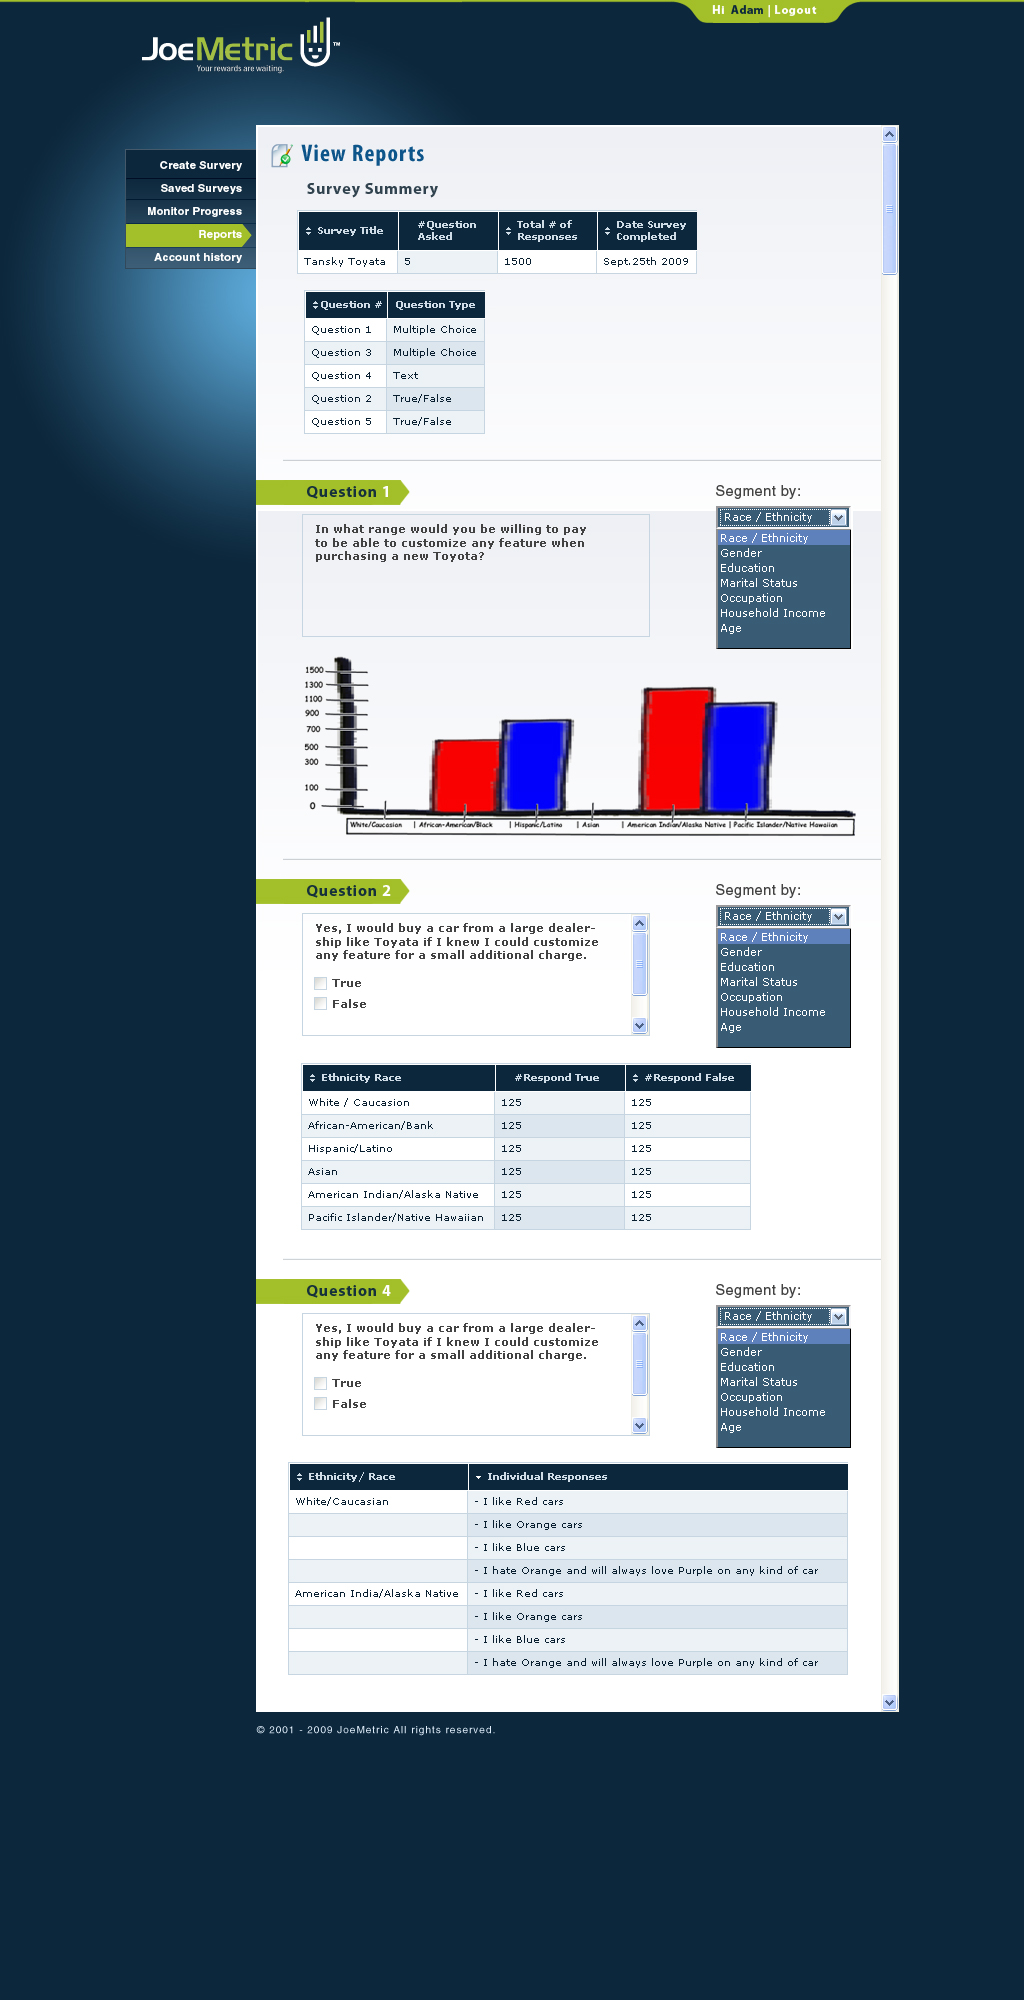 Hi Adam | Logout
JoeMetric™
Your rewards are waiting.
Create Survery
Saved Surveys
Monitor Progress
Reports
Account history
View Reports
Survey Summery
Survey Title #Question Asked Total # of Responses Date Survey Completed
Tansky Toyata 5 1500 Sept.25th 2009
Question # Question Type
Question 1 Multiple Choice
Question 3 Multiple Choice
Question 4 Text
Question 2 True/False
Question 5 True/False
Question 1
Segment by:
In what range would you be willing to pay
to be able to customize any feature when
purchasing a new Toyota?
Race / Ethnicity
Race / Ethnicity
Gender
Education
Marital Status
Occupation
Household Income
Age
1500
1300
1100
900
700
500
300
100
0
White/Caucasion | African-American/Black | Hispanic/Latino | Asian | American Indian/Alaska Native | Pacific Islander/Native Hawaiian
Question 2
Segment by:
Yes, I would buy a car from a large dealer-
ship like Toyata if I knew I could customize
any feature for a small additional charge.
True
False
Race / Ethnicity
Race / Ethnicity
Gender
Education
Marital Status
Occupation
Household Income
Age
Ethnicity Race #Respond True #Respond False
White / Caucasion 125 125
African-American/Bank 125 125
Hispanic/Latino 125 125
Asian 125 125
American Indian/Alaska Native 125 125
Pacific Islander/Native Hawaiian 125 125
Question 4
Segment by:
Yes, I would buy a car from a large dealer-
ship like Toyata if I knew I could customize
any feature for a small additional charge.
True
False
Race / Ethnicity
Race / Ethnicity
Gender
Education
Marital Status
Occupation
Household Income
Age
Ethnicity/ Race Individual Responses
White/Caucasian - I like Red cars
- I like Orange cars
- I like Blue cars
- I hate Orange and will always love Purple on any kind of car
American India/Alaska Native - I like Red cars
- I like Orange cars
- I like Blue cars
- I hate Orange and will always love Purple on any kind of car
© 2001 - 2009 JoeMetric All rights reserved.